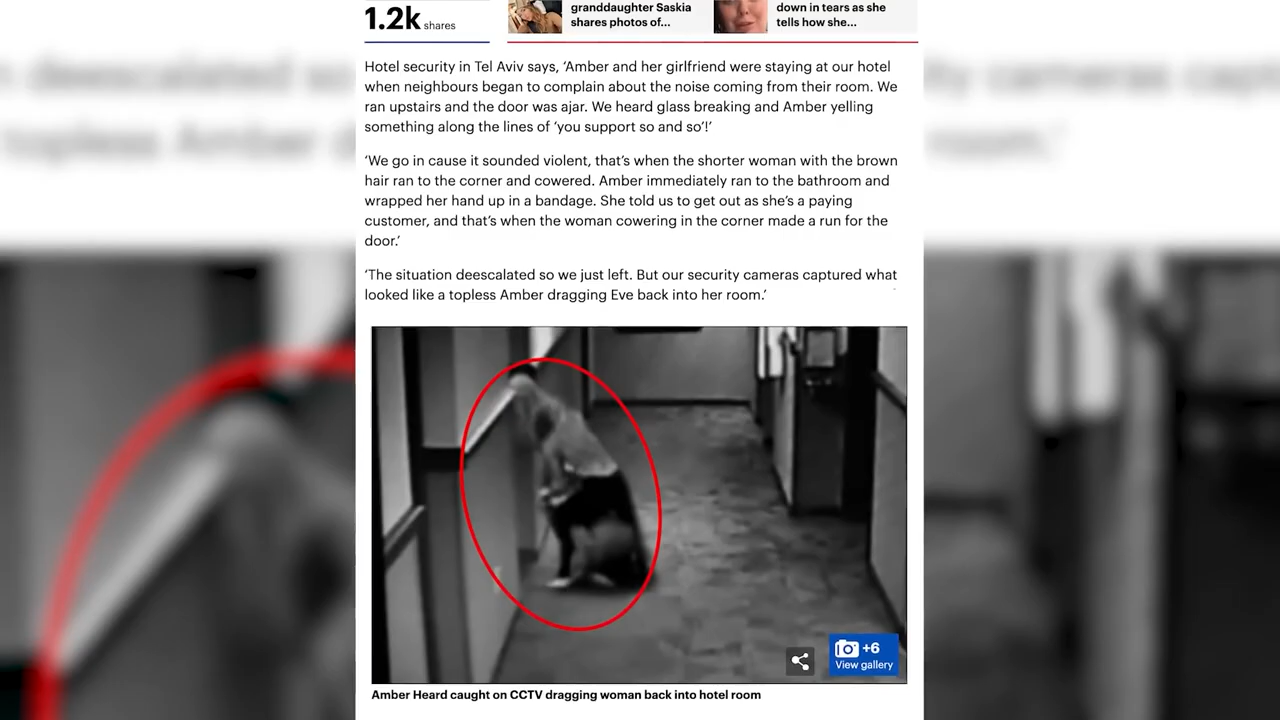 1.2k shares
granddaughter Saskia
shares photos of...
down in tears as she
tells how she...
Hotel security in Tel Aviv says, ‘Amber and her girlfriend were staying at our hotel
when neighbours began to complain about the noise coming from their room. We
ran upstairs and the door was ajar. We heard glass breaking and Amber yelling
something along the lines of ‘you support so and so’!’
‘We go in cause it sounded violent, that’s when the shorter woman with the brown
hair ran to the corner and cowered. Amber immediately ran to the bathroom and
wrapped her hand up in a bandage. She told us to get out as she’s a paying
customer, and that’s when the woman cowering in the corner made a run for the
door.’
‘The situation deescalated so we just left. But our security cameras captured what
looked like a topless Amber dragging Eve back into her room.’
+6
View gallery
Amber Heard caught on CCTV dragging woman back into hotel room